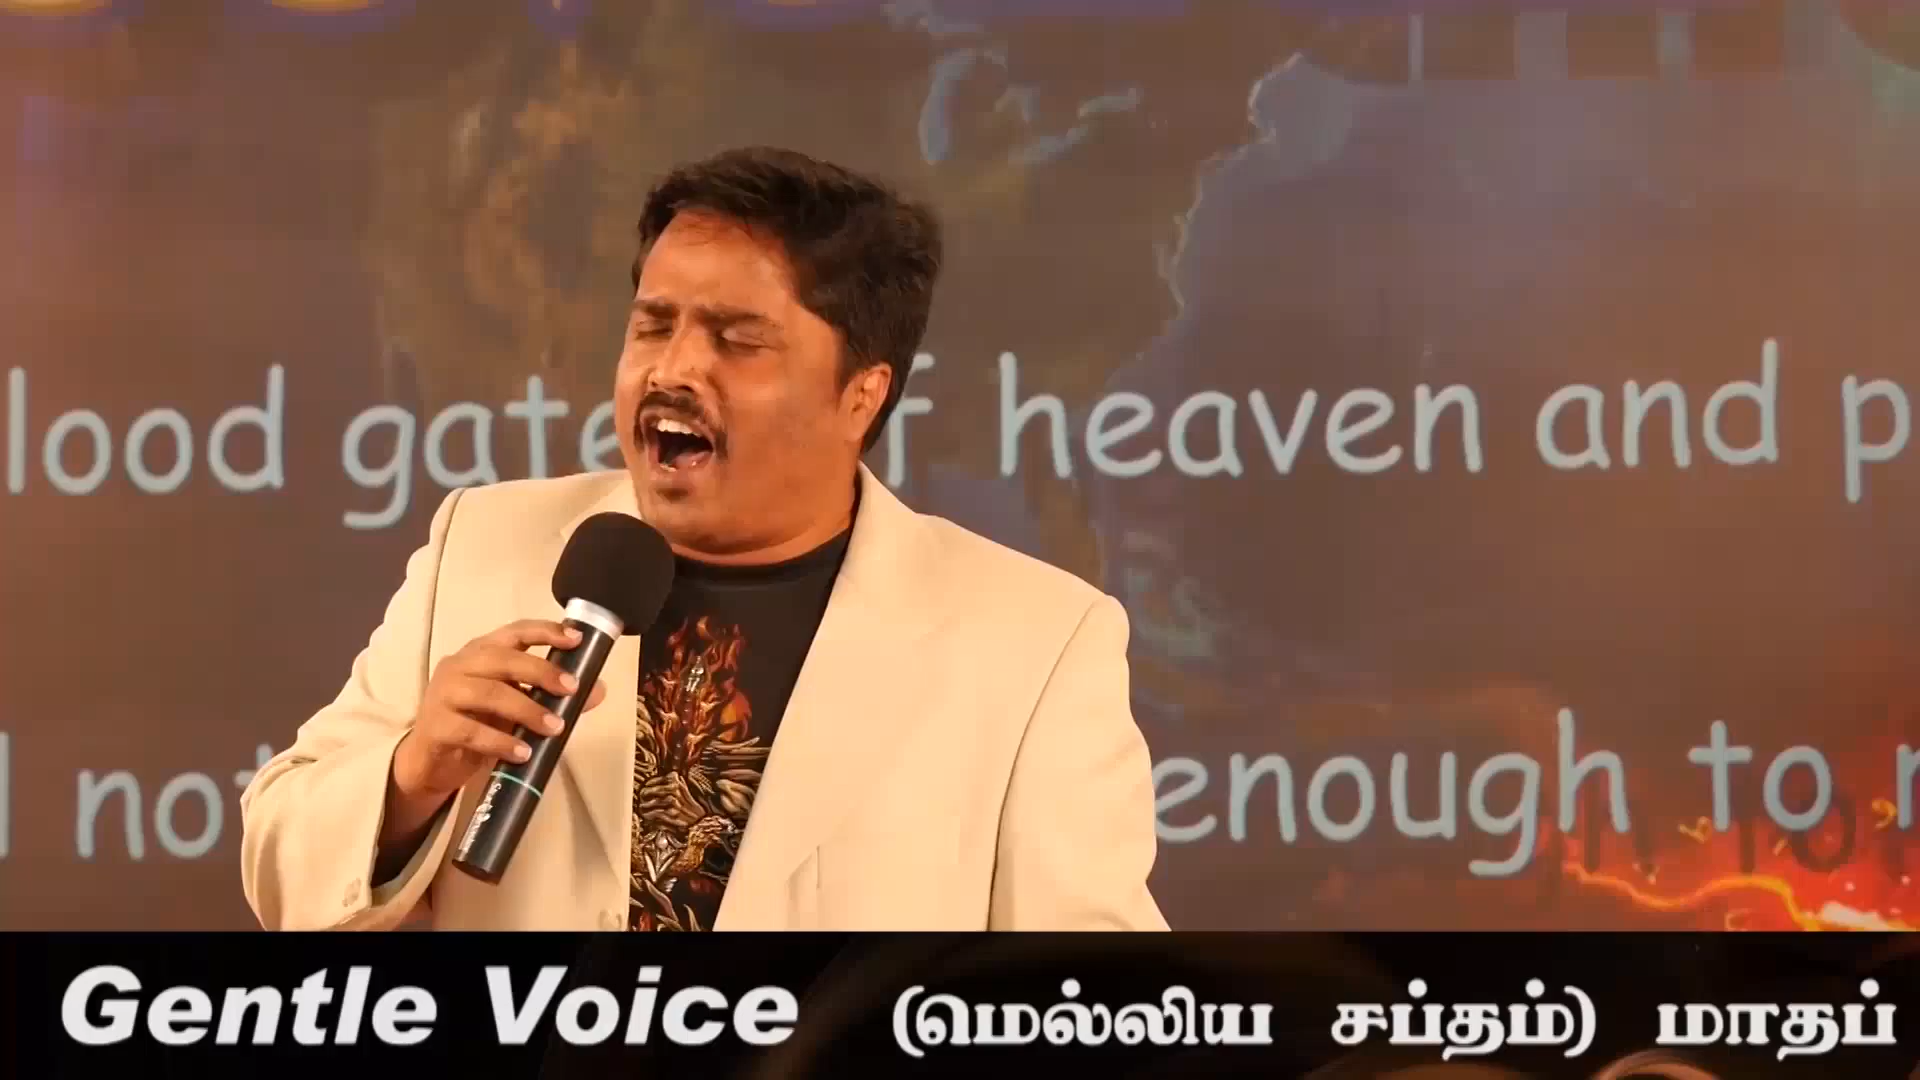 lood gate f heaven and p
not enough to
Gentle Voice (மெல்லிய சப்தம்) மாதப்